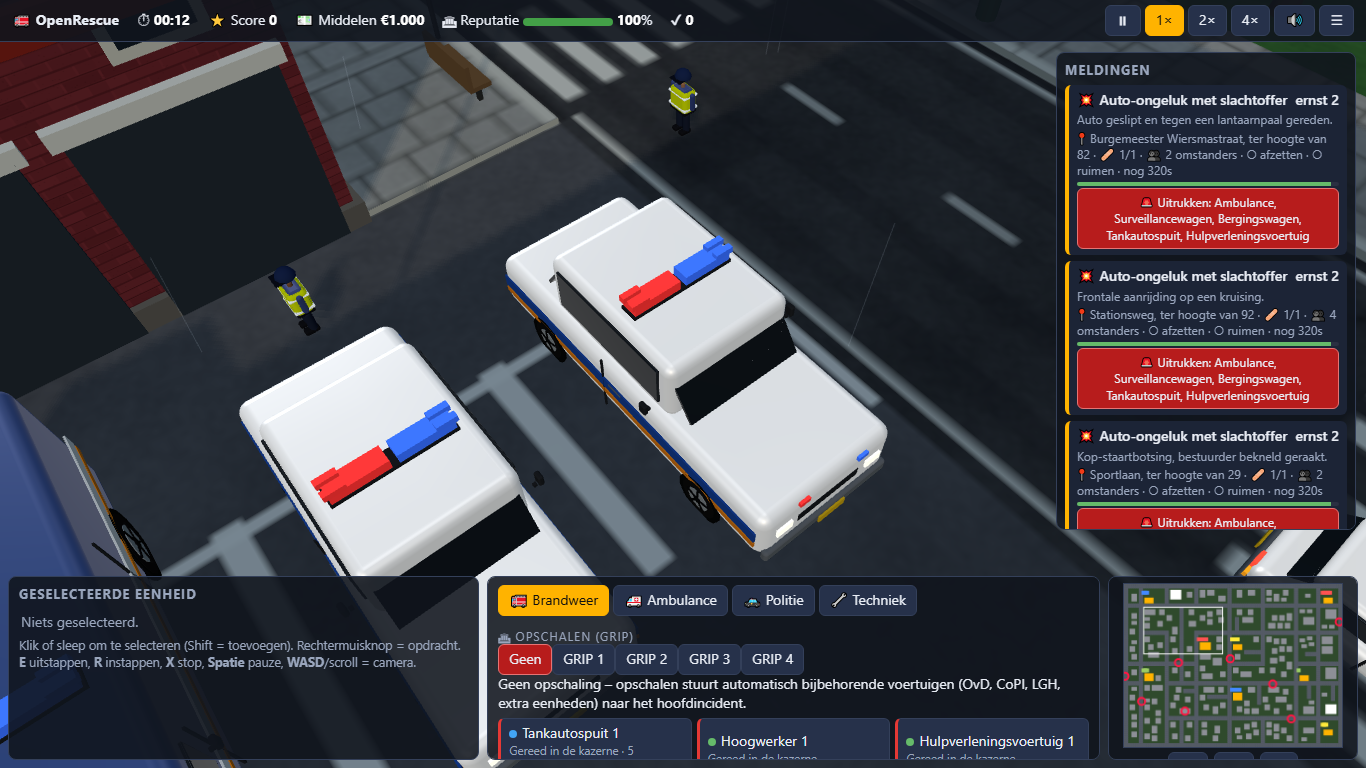 OpenRescue 00:12 Score 0 Middelen €1.000 Reputatie 100% ✓ 0 1× 2× 4×
MELDINGEN
Auto-ongeluk met slachtoffer ernst 2
Auto geslipt en tegen een lantaarnpaal gereden.
Burgemeester Wiersmastraat, ter hoogte van
82 · 1/1 · 2 omstanders · ○ afzetten · ○
ruimen · nog 320s
Uitrukken: Ambulance,
Surveillancewagen, Bergingswagen,
Tankautospuit, Hulpverleningsvoertuig
Auto-ongeluk met slachtoffer ernst 2
Frontale aanrijding op een kruising.
Stationsweg, ter hoogte van 92 · 1/1 · 4
omstanders · ○ afzetten · ○ ruimen · nog 320s
Uitrukken: Ambulance,
Surveillancewagen, Bergingswagen,
Tankautospuit, Hulpverleningsvoertuig
Auto-ongeluk met slachtoffer ernst 2
Kop-staartbotsing, bestuurder bekneld geraakt.
Sportlaan, ter hoogte van 29 · 1/1 · 2
omstanders · ○ afzetten · ○ ruimen · nog 320s
Uitrukken: Ambulance,
GESELECTEERDE EENHEID
Niets geselecteerd.
Klik of sleep om te selecteren (Shift = toevoegen). Rechtermuisknop = opdracht.
E uitstappen, R instappen, X stop, Spatie pauze, WASD/scroll = camera.
Brandweer Ambulance Politie Techniek
OPSCHALEN (GRIP)
Geen GRIP 1 GRIP 2 GRIP 3 GRIP 4
Geen opschaling – opschalen stuurt automatisch bijbehorende voertuigen (OvD, CoPI, LGH,
extra eenheden) naar het hoofdincident.
Tankautospuit 1
Gereed in de kazerne · 5
Hoogwerker 1
Gereed in de kazerne
Hulpverleningsvoertuig 1
Gereed in de kazerne